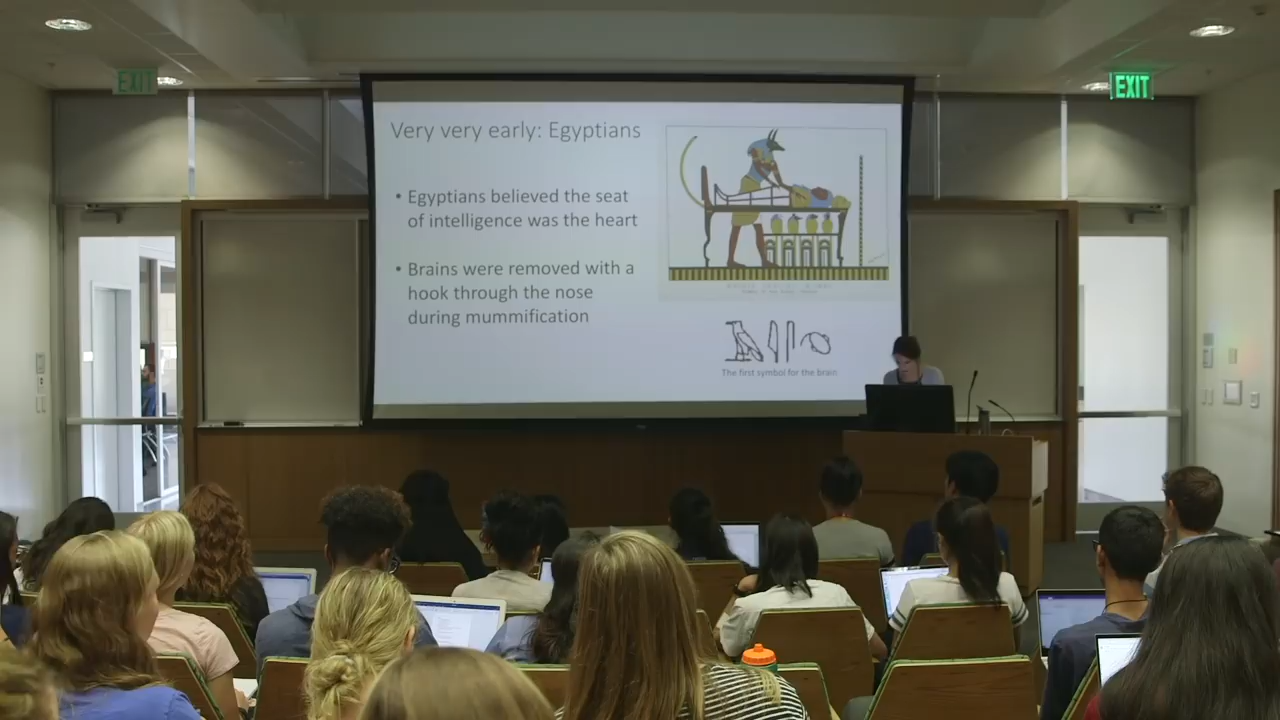 EXIT
EXIT
Very very early: Egyptians
• Egyptians believed the seat
of intelligence was the heart
• Brains were removed with a
hook through the nose
during mummification
The first symbol for the brain